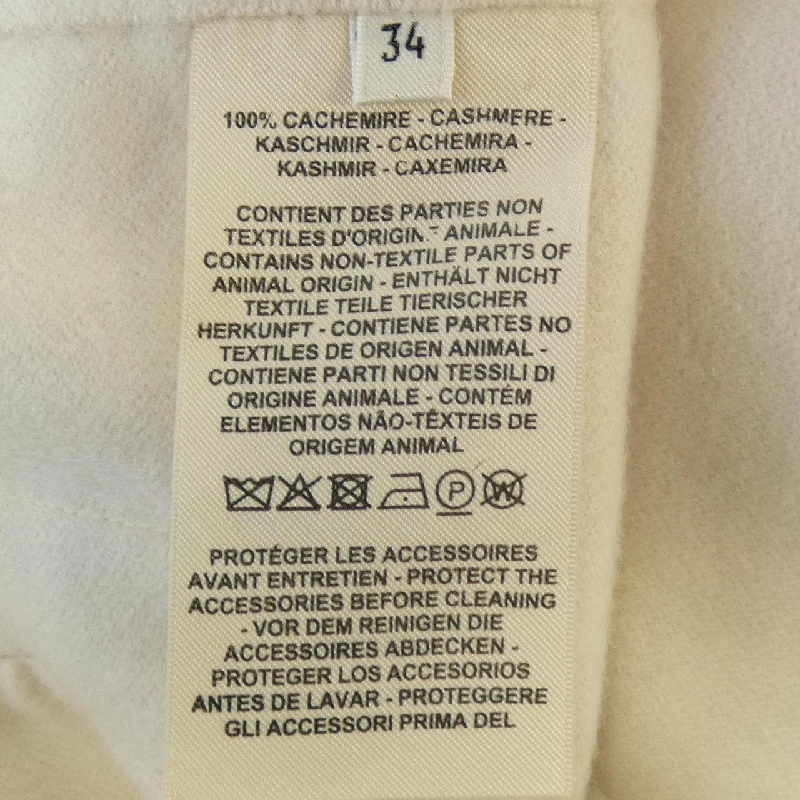 34
100% CACHEMIRE - CASHMERE -
KASCHMIR - CACHEMIRA -
KASHMIR - CAXEMIRA
CONTIENT DES PARTIES NON
TEXTILES D'ORIGINE ANIMALE -
CONTAINS NON-TEXTILE PARTS OF
ANIMAL ORIGIN - ENTHÄLT NICHT
TEXTILE TEILE TIERISCHER
HERKUNFT - CONTIENE PARTES NO
TEXTILES DE ORIGEN ANIMAL -
CONTIENE PARTI NON TESSILI DI
ORIGINE ANIMALE - CONTÉM
ELEMENTOS NÃO-TÊXTEIS DE
ORIGEM ANIMAL
P W
PROTÉGER LES ACCESSOIRES
AVANT ENTRETIEN - PROTECT THE
ACCESSORIES BEFORE CLEANING
- VOR DEM REINIGEN DIE
ACCESSOIRES ABDECKEN -
PROTEGER LOS ACCESORIOS
ANTES DE LAVAR - PROTEGGERE
GLI ACCESSORI PRIMA DEL